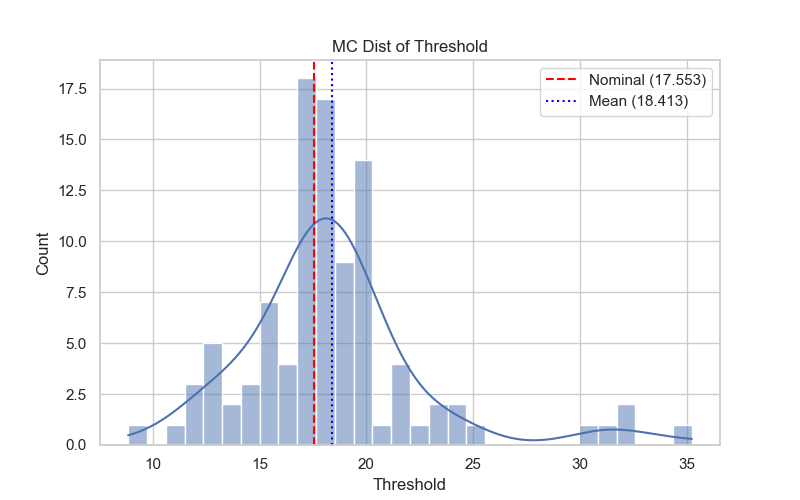 MC Dist of Threshold
Nominal (17.553)
Mean (18.413)
17.5
15.0
12.5
10.0
7.5
5.0
2.5
0.0
Count
10 15 20 25 30 35
Threshold